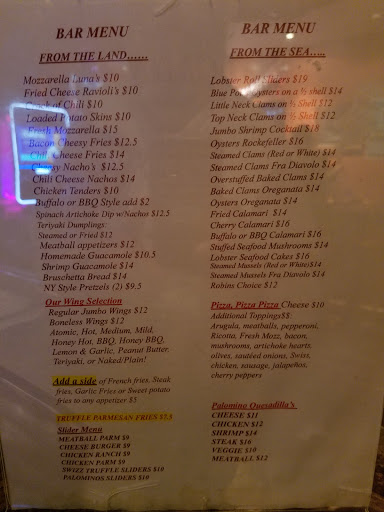 BAR MENU
FROM THE LAND......
Mozzarella Luna's $10
Fried Cheese Ravioli's $10
of Chili $10
Loaded Potato Skins $10
Fresh Mozzarella $15
Bacon Cheesy Fries $12.5
Cheese Fries $14
Cheesy Nacho's $12.5
Chili Cheese Nachos $14
Chicken Tenders $10
Buffalo or BBQ Style add $2
Spinach Artichoke Dip w/Nachos $12.5
Teriyaki Dumplings:
Steamed or Fried $12
Meatball appetizers $12
Homemade Guacamole $10.5
Shrimp Guacamole $14
Bruschetta Bread $14
NY Style Pretzels (2) $9.5
Our Wing Selection
Regular Jumbo Wings $12
Boneless Wings $12
Atomic, Hot, Medium, Mild,
Honey Hot, BBQ, Honey BBQ,
Lemon & Garlic, Peanut Butter,
Teriyaki, or Naked/Plain!
Add a side of French fries, Steak
fries, Garlic Fries or Sweet potato
fries to any appetizer $5
TRUFFLE PARMESAN FRIES $7.5
Slider Menu
MEATBALL PARM $9
CHEESE BURGER $9
CHICKEN RANCH $9
CHICKEN PARM $9
SWIZZ TRUFFLE SLIDERS $10
PALOMINOS SLIDERS $10
BAR MENU
FROM THE SEA.....
Lobster Roll Sliders $19
Blue Point Oysters on a ½ shell $14
Little Neck Clams on ½ Shell $12
Top Neck Clams on ½ Shell $12
Jumbo Shrimp Cocktail $18
Oysters Rockefeller $16
Steamed Clams (Red or White) $14
Steamed Clams Fra Diavolo $14
Overstuffed Baked Clams $14
Baked Clams Oreganata $14
Oysters Oreganata $14
Fried Calamari $14
Cherry Calamari $16
Buffalo or BBQ Calamari $16
Stuffed Seafood Mushrooms $14
Lobster Seafood Cakes $16
Steamed Mussels (Red or White)$14
Steamed Mussels Fra Diavolo $14
Robins Choice $12
Pizza, Pizza Pizza Cheese $10
Additional Toppings$$:
Arugula, meatballs, pepperoni,
Ricotta, Fresh Mozz, bacon,
mushrooms, artichoke hearts,
olives, sautéed onions, Swiss,
chicken, sausage, jalapeños,
cherry peppers
Palomino Quesadilla's
CHEESE $11
CHICKEN $12
SHRIMP $14
STEAK $16
VEGGIE $10
MEATBALL $12